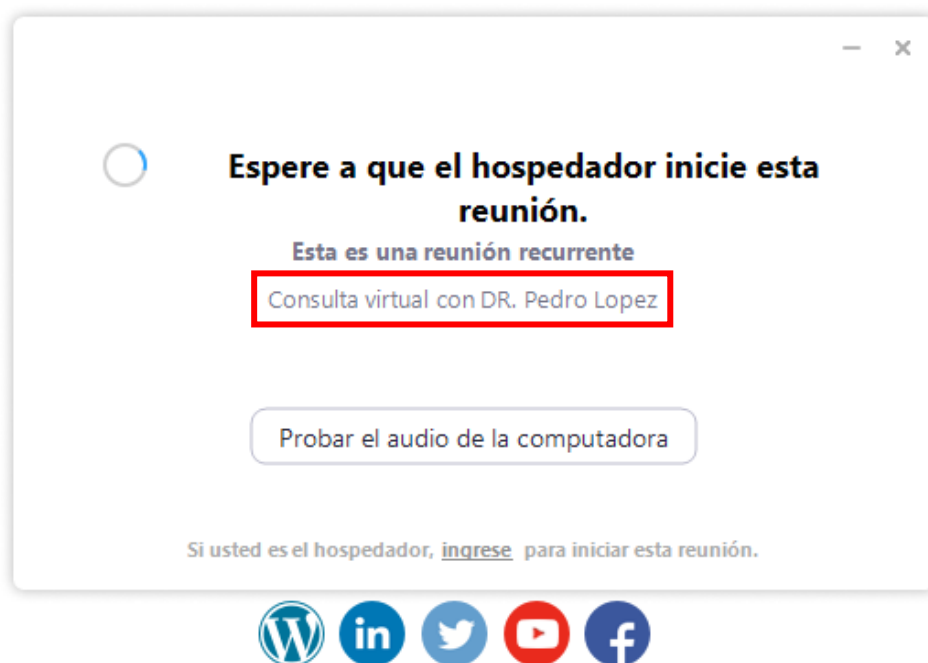 Espere a que el hospedador inicie esta
reunión.
Esta es una reunión recurrente
Consulta virtual con DR. Pedro Lopez
Probar el audio de la computadora
Si usted es el hospedador, ingrese para iniciar esta reunión.